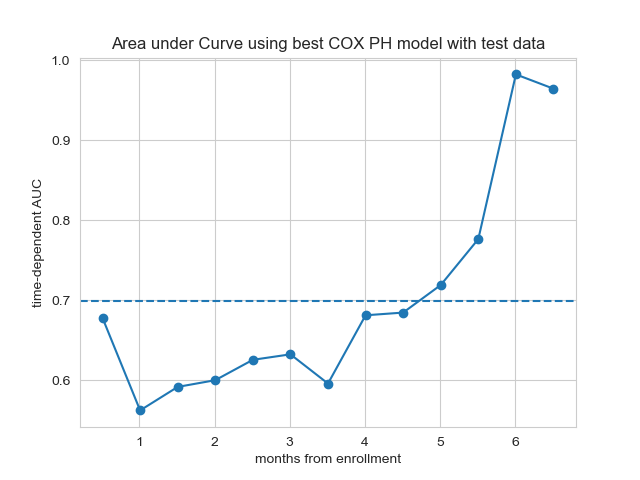 Area under Curve using best COX PH model with test data
1.0
0.9
0.8
0.7
0.6
time-dependent AUC
1 2 3 4 5 6
months from enrollment